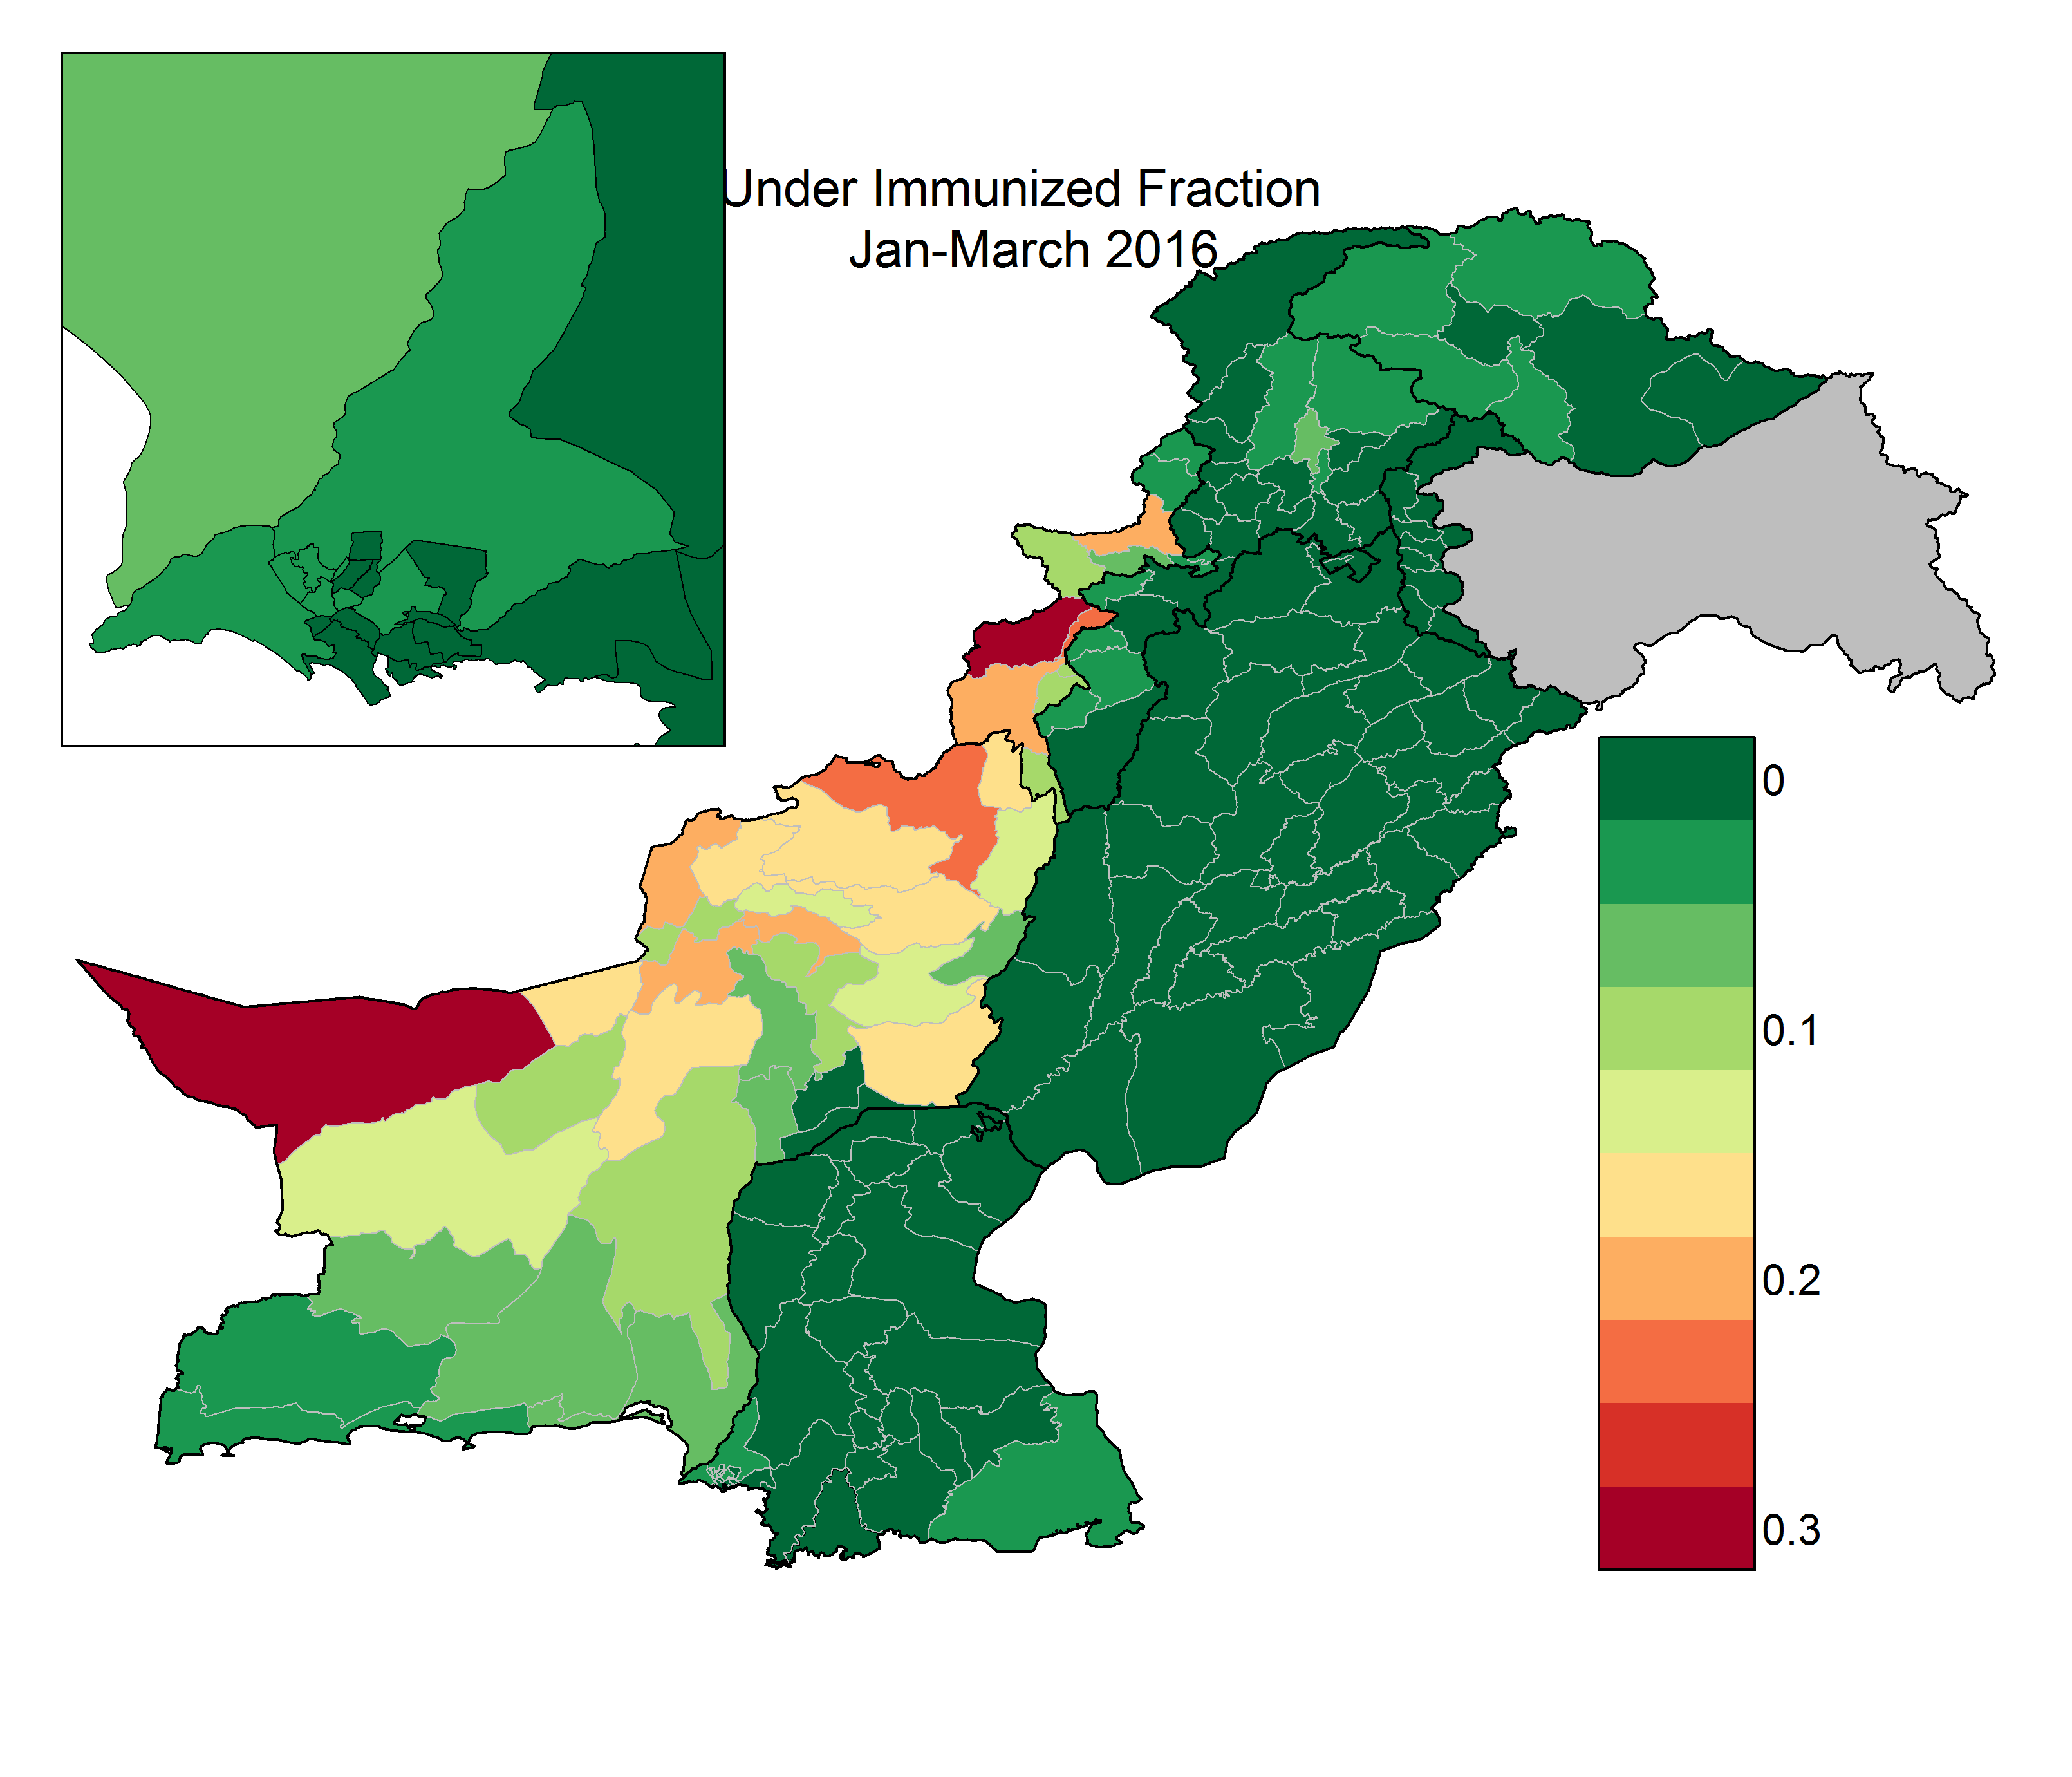 Under Immunized Fraction
Jan-March 2016
0
0.1
0.2
0.3